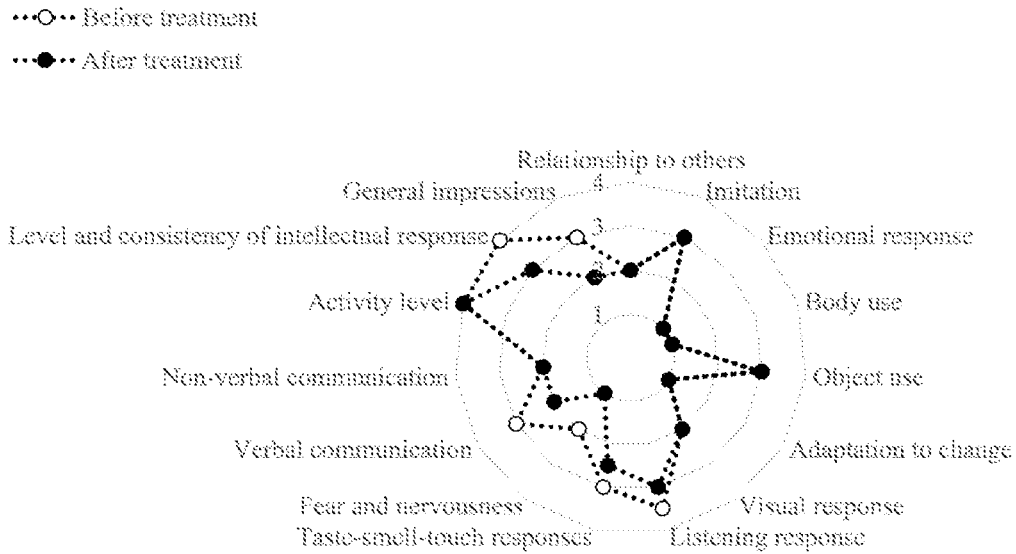 Before treatment
After treatment
Relationship to others
4
General impressions
Imitation
3
Level and consistency of intellectual response
Emotional response
2
Activity level
1
Body use
Non-verbal communication
Object use
Verbal communication
Adaptation to change
Fear and nervousness
Visual response
Taste-smell-touch responses
Listening response